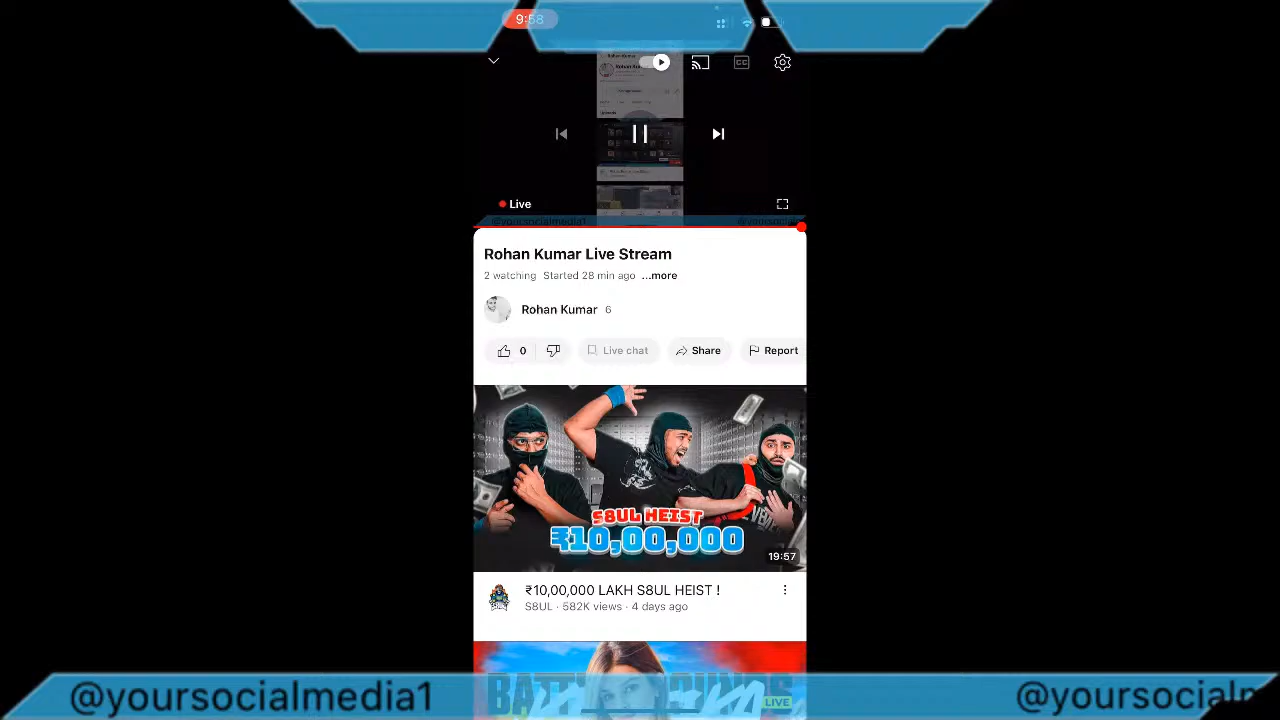 9:58
CC
Live
@yoursocialmedia1
Rohan Kumar Live Stream
2 watching Started 28 min ago ...more
Rohan Kumar 6
0 Live chat Share Report
S8UL HEIST
₹10,00,000
19:57
₹10,00,000 LAKH S8UL HEIST !
S8UL · 582K views · 4 days ago
LIVE
@yoursocialmedia1
@yoursocialm